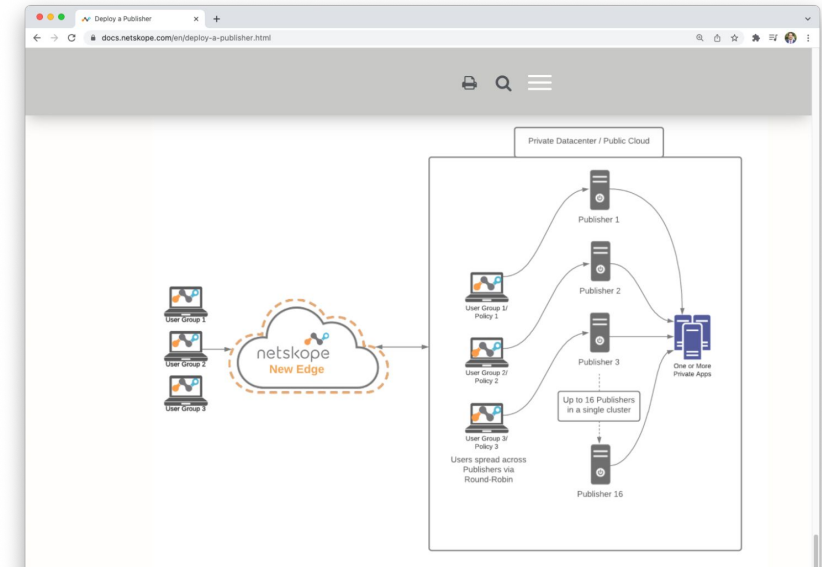 Deploy a Publisher
docs.netskope.com/en/deploy-a-publisher.html
Private Datacenter / Public Cloud
Publisher 1
User Group 1/
Policy 1
Publisher 2
User Group 1
User Group 2
User Group 3
netskope
New Edge
User Group 2/
Policy 2
Publisher 3
One or More
Private Apps
Up to 16 Publishers
in a single cluster
User Group 3/
Policy 3
Users spread across
Publishers via
Round-Robin
Publisher 16